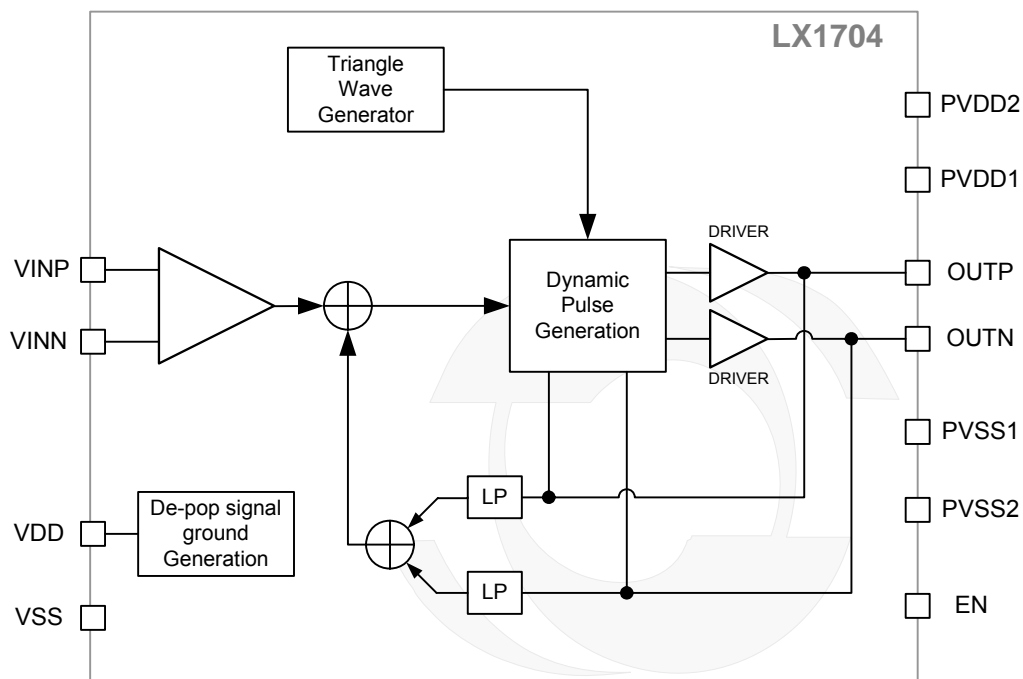 LX1704
Triangle
Wave
Generator
PVDD2
PVDD1
DRIVER
VINP
OUTP
Dynamic
Pulse
Generation
VINN
OUTN
DRIVER
PVSS1
LP
De-pop signal
ground
Generation
PVSS2
VDD
LP
EN
VSS